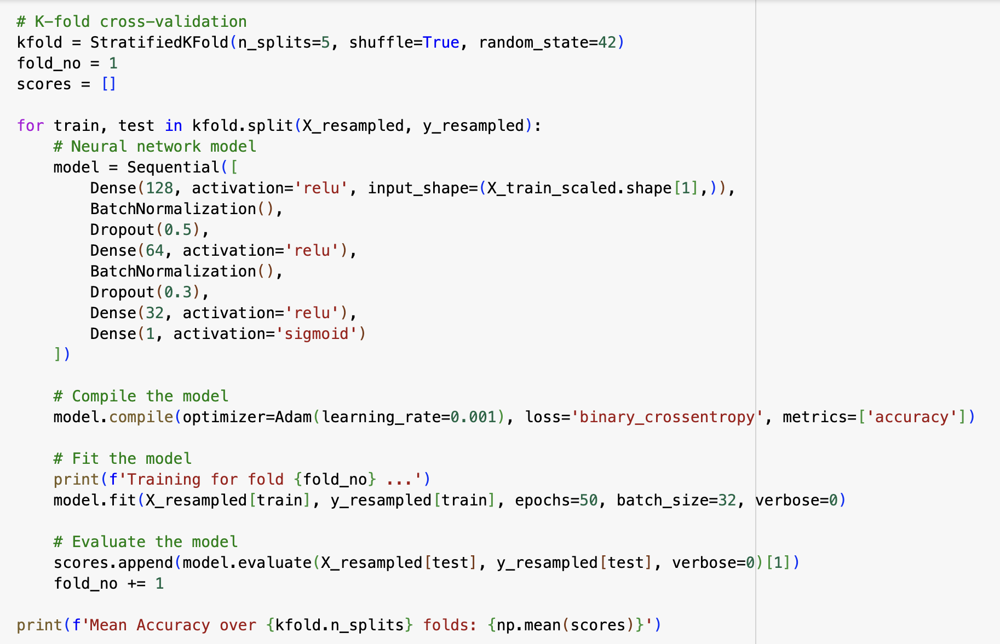 # K-fold cross-validation
kfold = StratifiedKFold(n_splits=5, shuffle=True, random_state=42)
fold_no = 1
scores = []

for train, test in kfold.split(X_resampled, y_resampled):
    # Neural network model
    model = Sequential([
        Dense(128, activation='relu', input_shape=(X_train_scaled.shape[1],)),
        BatchNormalization(),
        Dropout(0.5),
        Dense(64, activation='relu'),
        BatchNormalization(),
        Dropout(0.3),
        Dense(32, activation='relu'),
        Dense(1, activation='sigmoid')
    ])

    # Compile the model
    model.compile(optimizer=Adam(learning_rate=0.001), loss='binary_crossentropy', metrics=['accuracy'])

    # Fit the model
    print(f'Training for fold {fold_no} ...')
    model.fit(X_resampled[train], y_resampled[train], epochs=50, batch_size=32, verbose=0)

    # Evaluate the model
    scores.append(model.evaluate(X_resampled[test], y_resampled[test], verbose=0)[1])
    fold_no += 1

print(f'Mean Accuracy over {kfold.n_splits} folds: {np.mean(scores)}')